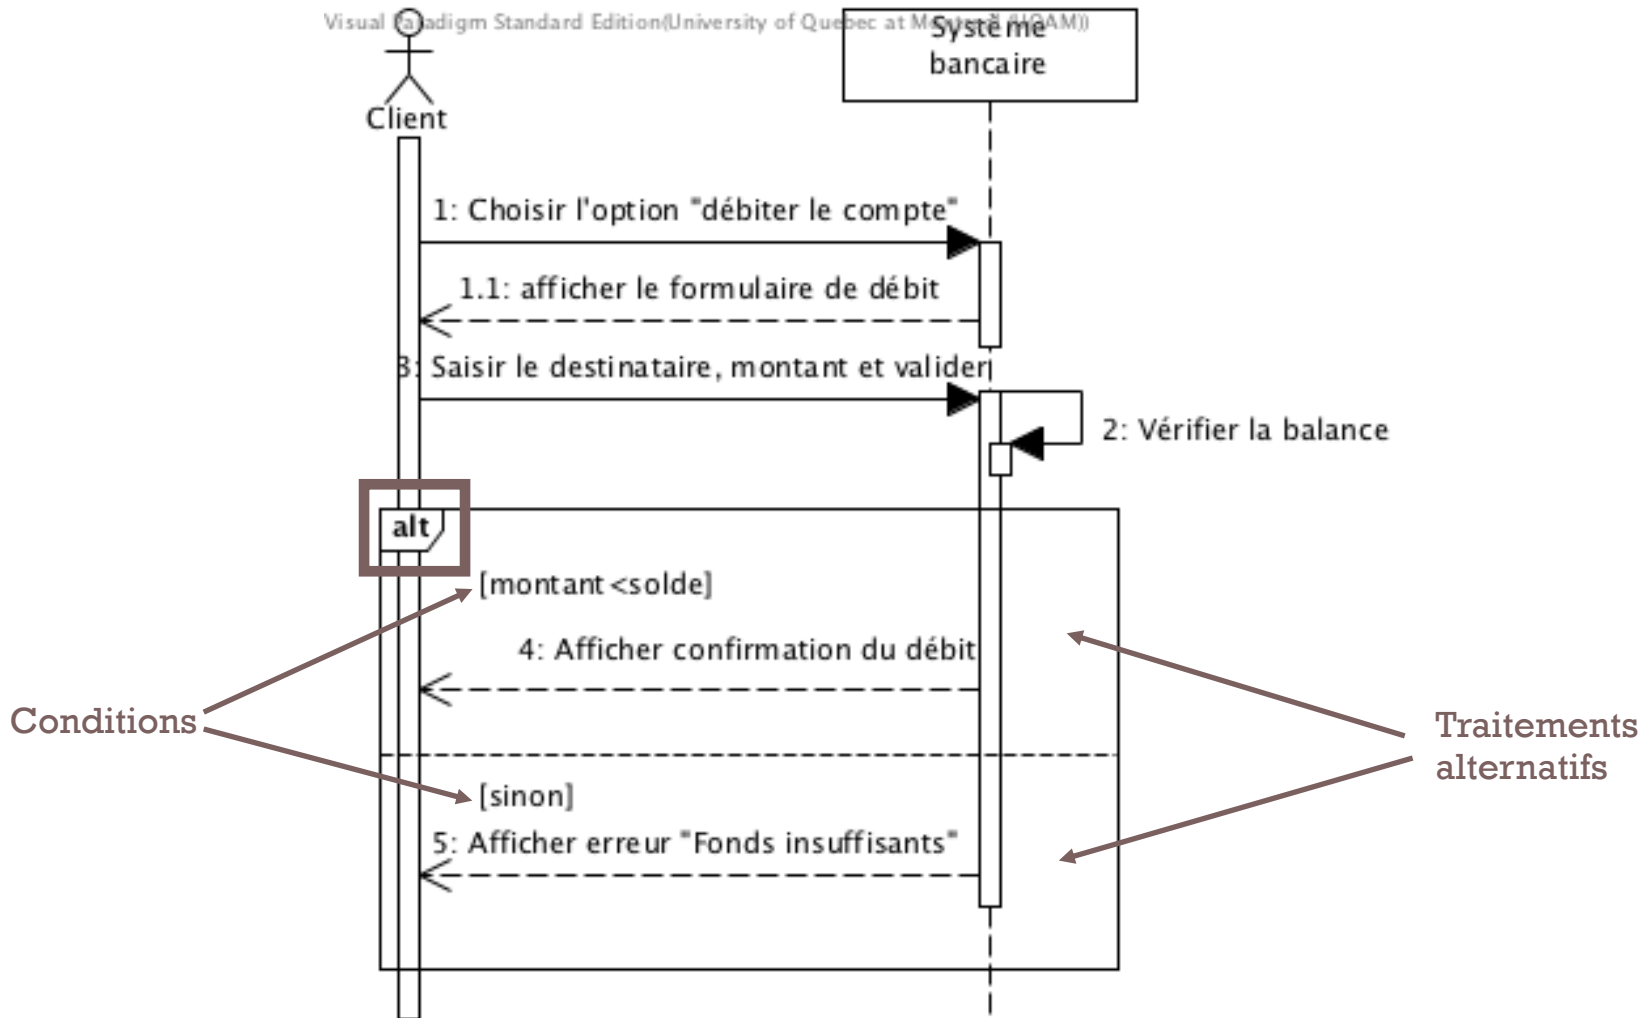 Visual Paradigm Standard Edition(University of Quebec at Montreal (UQAM))
Système
bancaire
Client
1: Choisir l'option "débiter le compte"
1.1: afficher le formulaire de débit
3: Saisir le destinataire, montant et valider
2: Vérifier la balance
alt
[montant<solde]
4: Afficher confirmation du débit
Conditions
Traitements
alternatifs
[sinon]
5: Afficher erreur "Fonds insuffisants"